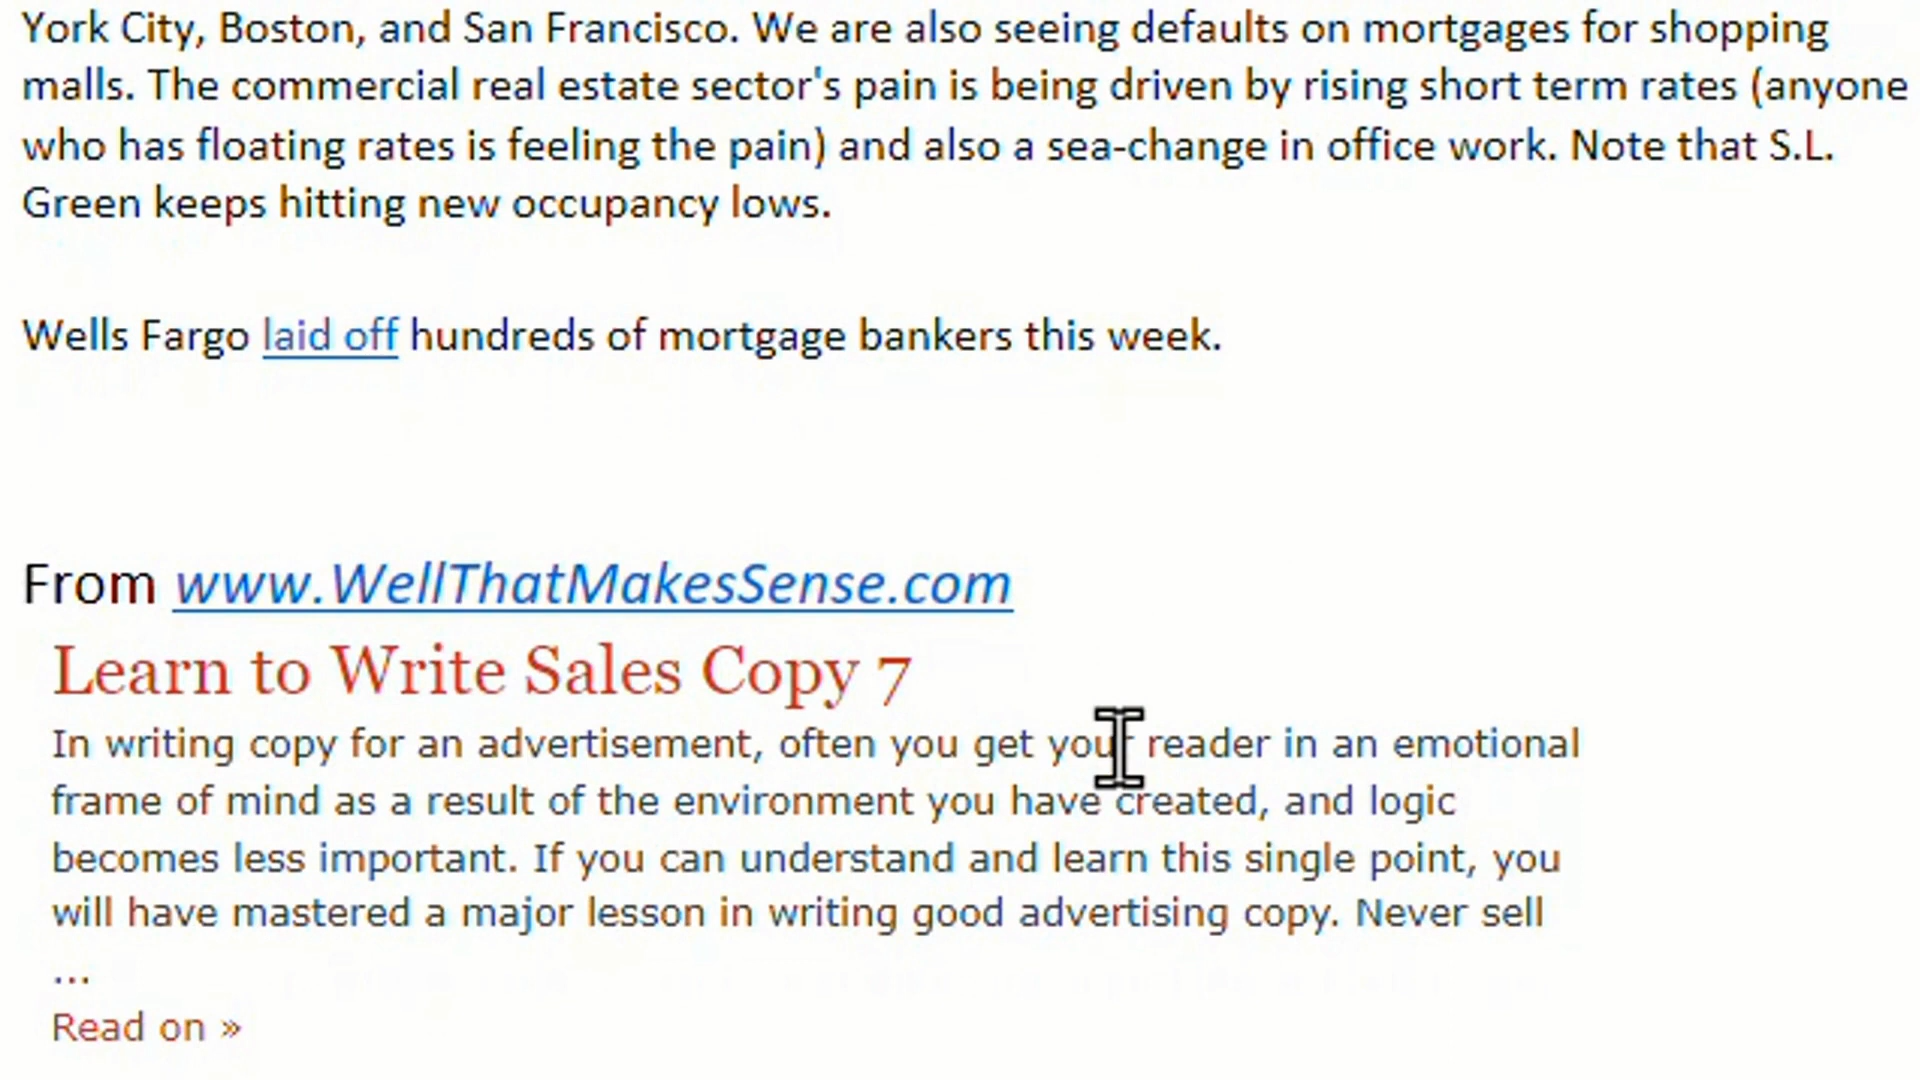 York City, Boston, and San Francisco. We are also seeing defaults on mortgages for shopping
malls. The commercial real estate sector's pain is being driven by rising short term rates (anyone
who has floating rates is feeling the pain) and also a sea-change in office work. Note that S.L.
Green keeps hitting new occupancy lows.
Wells Fargo laid off hundreds of mortgage bankers this week.
From www.WellThatMakesSense.com
Learn to Write Sales Copy 7
In writing copy for an advertisement, often you get your reader in an emotional
frame of mind as a result of the environment you have created, and logic
becomes less important. If you can understand and learn this single point, you
will have mastered a major lesson in writing good advertising copy. Never sell
...
Read on »